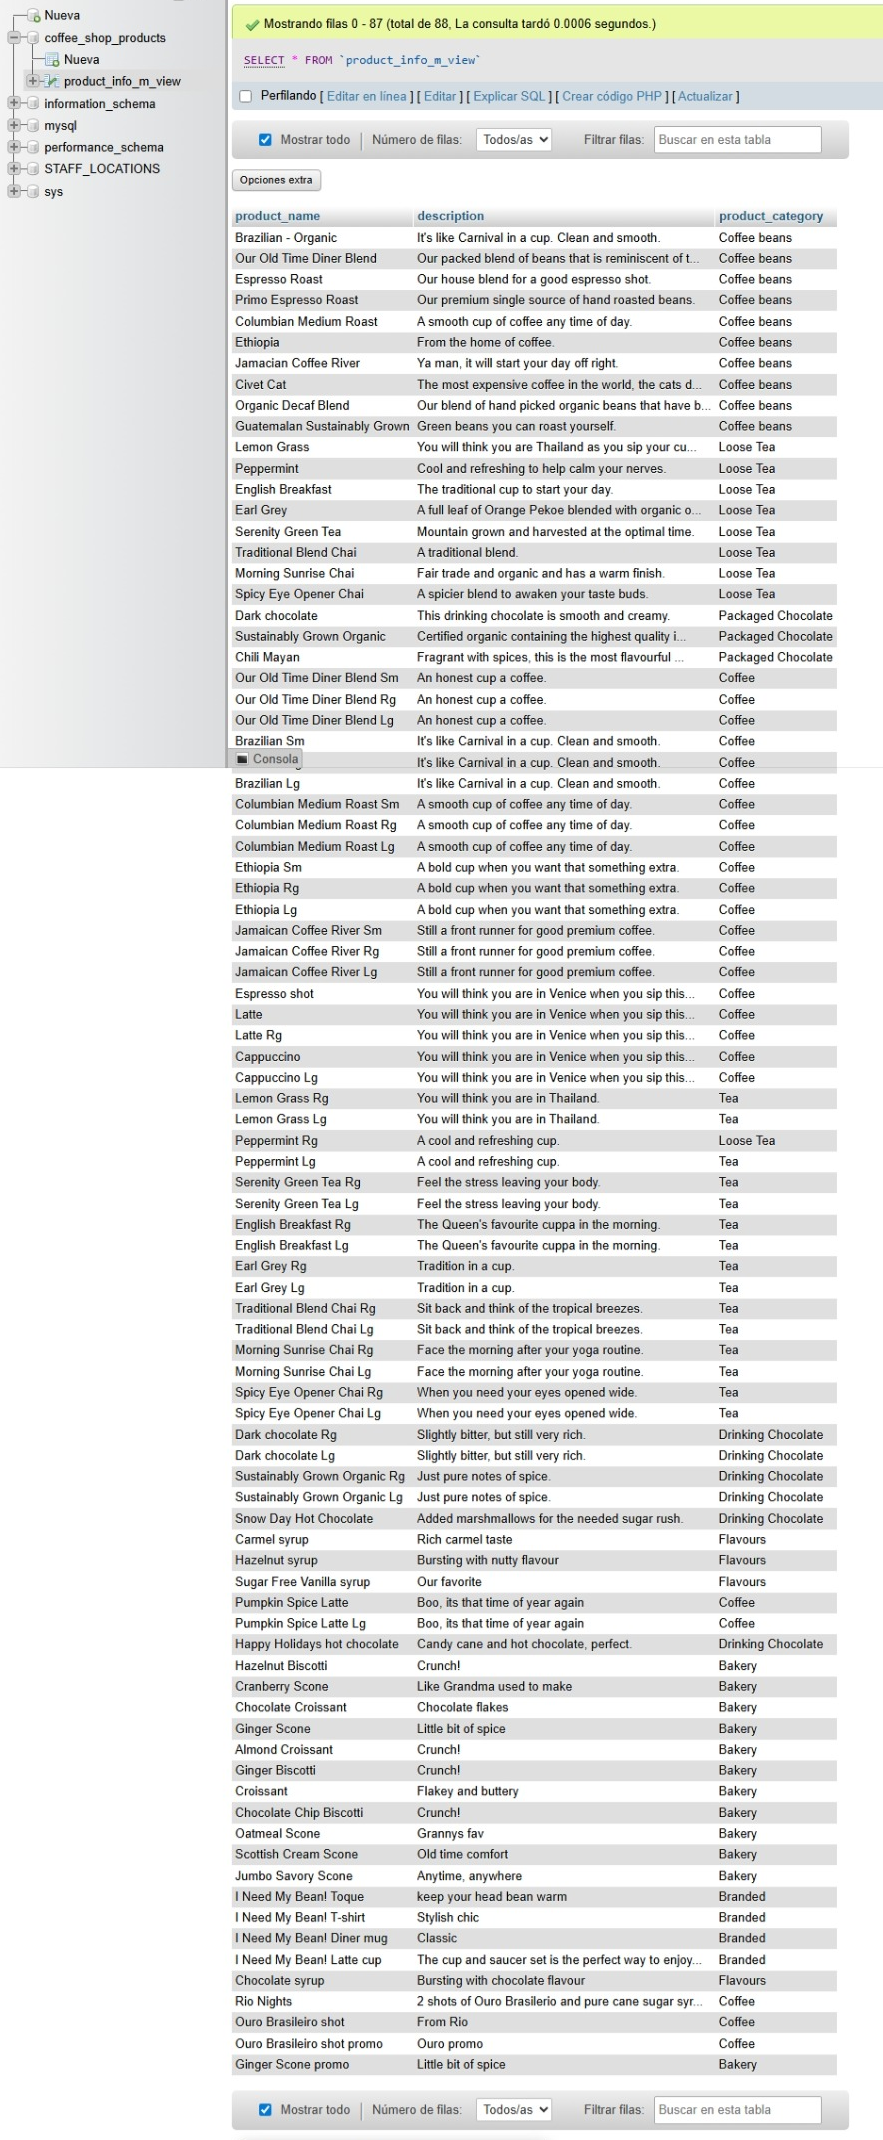 Nueva
coffee_shop_products
Nueva
product_info_m_view
information_schema
mysql
performance_schema
STAFF_LOCATIONS
sys
Mostrando filas 0 - 87 (total de 88, La consulta tardó 0.0006 segundos.)
SELECT * FROM `product_info_m_view`
Perfilando [ Editar en línea ] [ Editar ] [ Explicar SQL ] [ Crear código PHP ] [ Actualizar ]
Mostrar todo Número de filas: Todos/as Filtrar filas: Buscar en esta tabla
Opciones extra
product_name description product_category
Brazilian - Organic It's like Carnival in a cup. Clean and smooth. Coffee beans
Our Old Time Diner Blend Our packed blend of beans that is reminiscent of t... Coffee beans
Espresso Roast Our house blend for a good espresso shot. Coffee beans
Primo Espresso Roast Our premium single source of hand roasted beans. Coffee beans
Columbian Medium Roast A smooth cup of coffee any time of day. Coffee beans
Ethiopia From the home of coffee. Coffee beans
Jamacian Coffee River Ya man, it will start your day off right. Coffee beans
Civet Cat The most expensive coffee in the world, the cats d... Coffee beans
Organic Decaf Blend Our blend of hand picked organic beans that have b... Coffee beans
Guatemalan Sustainably Grown Green beans you can roast yourself. Coffee beans
Lemon Grass You will think you are Thailand as you sip your cu... Loose Tea
Peppermint Cool and refreshing to help calm your nerves. Loose Tea
English Breakfast The traditional cup to start your day. Loose Tea
Earl Grey A full leaf of Orange Pekoe blended with organic o... Loose Tea
Serenity Green Tea Mountain grown and harvested at the optimal time. Loose Tea
Traditional Blend Chai A traditional blend. Loose Tea
Morning Sunrise Chai Fair trade and organic and has a warm finish. Loose Tea
Spicy Eye Opener Chai A spicier blend to awaken your taste buds. Loose Tea
Dark chocolate This drinking chocolate is smooth and creamy. Packaged Chocolate
Sustainably Grown Organic Certified organic containing the highest quality i... Packaged Chocolate
Chili Mayan Fragrant with spices, this is the most flavourful ... Packaged Chocolate
Our Old Time Diner Blend Sm An honest cup a coffee. Coffee
Our Old Time Diner Blend Rg An honest cup a coffee. Coffee
Our Old Time Diner Blend Lg An honest cup a coffee. Coffee
Brazilian Sm It's like Carnival in a cup. Clean and smooth. Coffee
Consola It's like Carnival in a cup. Clean and smooth. Coffee
Brazilian Lg It's like Carnival in a cup. Clean and smooth. Coffee
Columbian Medium Roast Sm A smooth cup of coffee any time of day. Coffee
Columbian Medium Roast Rg A smooth cup of coffee any time of day. Coffee
Columbian Medium Roast Lg A smooth cup of coffee any time of day. Coffee
Ethiopia Sm A bold cup when you want that something extra. Coffee
Ethiopia Rg A bold cup when you want that something extra. Coffee
Ethiopia Lg A bold cup when you want that something extra. Coffee
Jamaican Coffee River Sm Still a front runner for good premium coffee. Coffee
Jamaican Coffee River Rg Still a front runner for good premium coffee. Coffee
Jamaican Coffee River Lg Still a front runner for good premium coffee. Coffee
Espresso shot You will think you are in Venice when you sip this... Coffee
Latte You will think you are in Venice when you sip this... Coffee
Latte Rg You will think you are in Venice when you sip this... Coffee
Cappuccino You will think you are in Venice when you sip this... Coffee
Cappuccino Lg You will think you are in Venice when you sip this... Coffee
Lemon Grass Rg You will think you are in Thailand. Tea
Lemon Grass Lg You will think you are in Thailand. Tea
Peppermint Rg A cool and refreshing cup. Loose Tea
Peppermint Lg A cool and refreshing cup. Tea
Serenity Green Tea Rg Feel the stress leaving your body. Tea
Serenity Green Tea Lg Feel the stress leaving your body. Tea
English Breakfast Rg The Queen's favourite cuppa in the morning. Tea
English Breakfast Lg The Queen's favourite cuppa in the morning. Tea
Earl Grey Rg Tradition in a cup. Tea
Earl Grey Lg Tradition in a cup. Tea
Traditional Blend Chai Rg Sit back and think of the tropical breezes. Tea
Traditional Blend Chai Lg Sit back and think of the tropical breezes. Tea
Morning Sunrise Chai Rg Face the morning after your yoga routine. Tea
Morning Sunrise Chai Lg Face the morning after your yoga routine. Tea
Spicy Eye Opener Chai Rg When you need your eyes opened wide. Tea
Spicy Eye Opener Chai Lg When you need your eyes opened wide. Tea
Dark chocolate Rg Slightly bitter, but still very rich. Drinking Chocolate
Dark chocolate Lg Slightly bitter, but still very rich. Drinking Chocolate
Sustainably Grown Organic Rg Just pure notes of spice. Drinking Chocolate
Sustainably Grown Organic Lg Just pure notes of spice. Drinking Chocolate
Snow Day Hot Chocolate Added marshmallows for the needed sugar rush. Drinking Chocolate
Carmel syrup Rich carmel taste Flavours
Hazelnut syrup Bursting with nutty flavour Flavours
Sugar Free Vanilla syrup Our favorite Flavours
Pumpkin Spice Latte Boo, its that time of year again Coffee
Pumpkin Spice Latte Lg Boo, its that time of year again Coffee
Happy Holidays hot chocolate Candy cane and hot chocolate, perfect. Drinking Chocolate
Hazelnut Biscotti Crunch! Bakery
Cranberry Scone Like Grandma used to make Bakery
Chocolate Croissant Chocolate flakes Bakery
Ginger Scone Little bit of spice Bakery
Almond Croissant Crunch! Bakery
Ginger Biscotti Crunch! Bakery
Croissant Flakey and buttery Bakery
Chocolate Chip Biscotti Crunch! Bakery
Oatmeal Scone Grannys fav Bakery
Scottish Cream Scone Old time comfort Bakery
Jumbo Savory Scone Anytime, anywhere Bakery
I Need My Bean! Toque keep your head bean warm Branded
I Need My Bean! T-shirt Stylish chic Branded
I Need My Bean! Diner mug Classic Branded
I Need My Bean! Latte cup The cup and saucer set is the perfect way to enjoy... Branded
Chocolate syrup Bursting with chocolate flavour Flavours
Rio Nights 2 shots of Ouro Brasilerio and pure cane sugar syr... Coffee
Ouro Brasileiro shot From Rio Coffee
Ouro Brasileiro shot promo Ouro promo Coffee
Ginger Scone promo Little bit of spice Bakery
Mostrar todo Número de filas: Todos/as Filtrar filas: Buscar en esta tabla